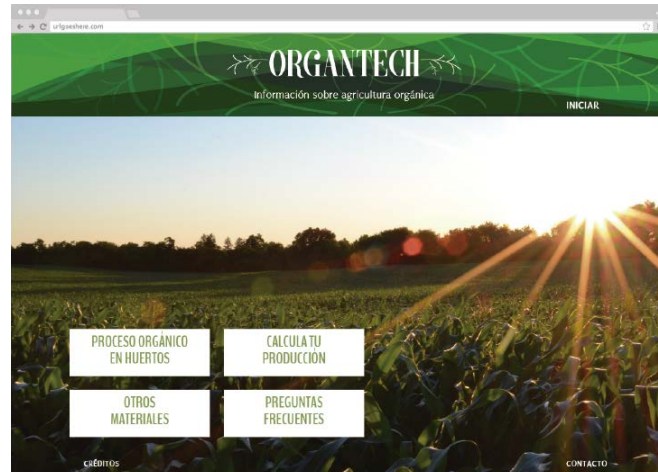 urlgoeshere.com
ORGANTECH
Información sobre agricultura orgánica
INICIAR
PROCESO ORGÁNICO
EN HUERTOS
CALCULA TU
PRODUCCIÒN
OTROS
MATERIALES
PREGUNTAS
FRECUENTES
CRÉDITOS
CONTACTO